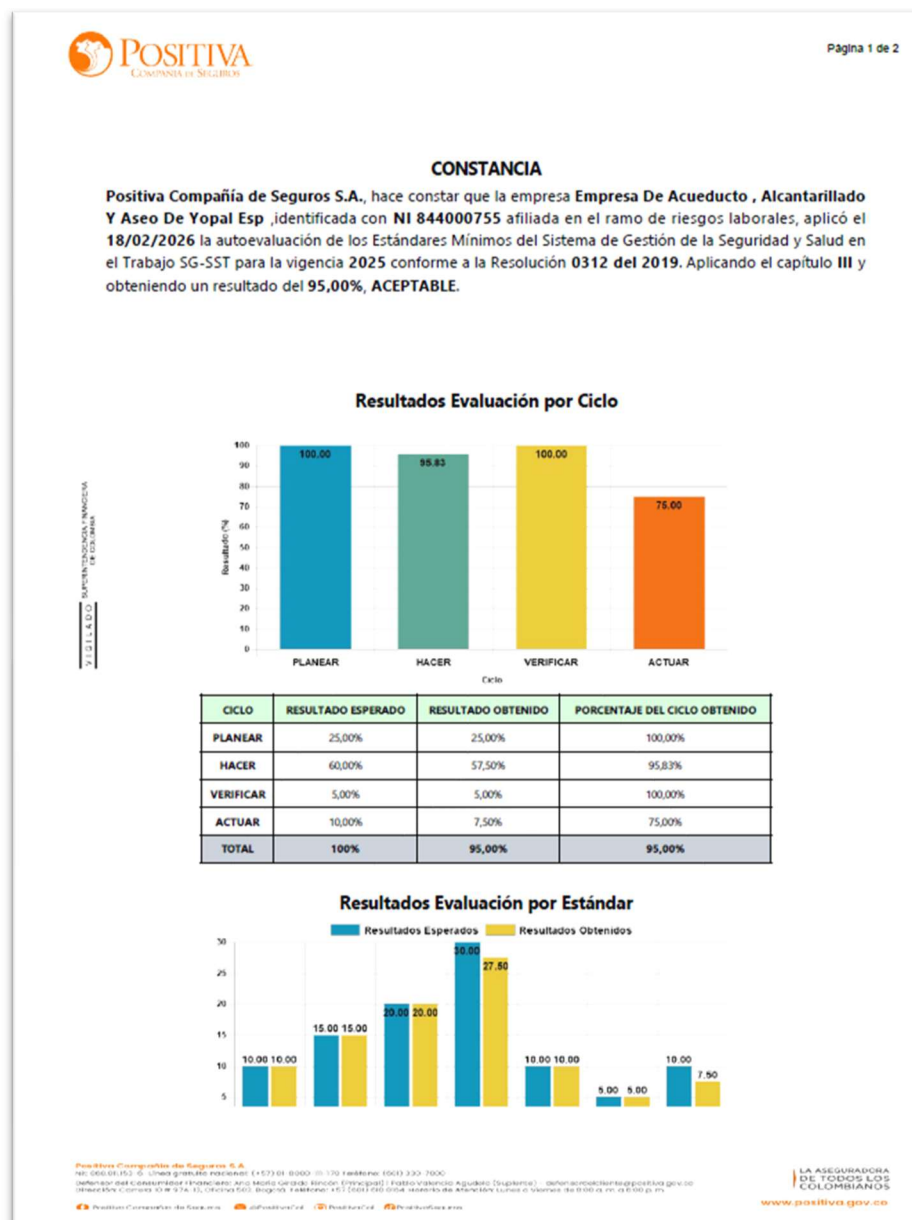 POSITIVA
COMPAÑÍA DE SEGUROS
Página 1 de 2
CONSTANCIA
Positiva Compañía de Seguros S.A., hace constar que la empresa Empresa De Acueducto , Alcantarillado
Y Aseo De Yopal Esp ,identificada con NI 844000755 afiliada en el ramo de riesgos laborales, aplicó el
18/02/2026 la autoevaluación de los Estándares Mínimos del Sistema de Gestión de la Seguridad y Salud en
el Trabajo SG-SST para la vigencia 2025 conforme a la Resolución 0312 del 2019. Aplicando el capítulo III y
obteniendo un resultado del 95,00%, ACEPTABLE.
Resultados Evaluación por Ciclo
100
90
80
70
60
50
40
30
20
10
0
Resultado (%)
100.00
95.83
100.00
75.00
PLANEAR HACER VERIFICAR ACTUAR
Ciclo
VIGILADO SUPERINTENDENCIA FINANCIERA
DE COLOMBIA
CICLO RESULTADO ESPERADO RESULTADO OBTENIDO PORCENTAJE DEL CICLO OBTENIDO
PLANEAR 25,00% 25,00% 100,00%
HACER 60,00% 57,50% 95,83%
VERIFICAR 5,00% 5,00% 100,00%
ACTUAR 10,00% 7,50% 75,00%
TOTAL 100% 95,00% 95,00%
Resultados Evaluación por Estándar
Resultados Esperados Resultados Obtenidos
30
25
20
15
10
5
10.00 10.00
15.00 15.00
20.00 20.00
30.00 27.50
10.00 10.00
5.00 5.00
10.00 7.50
Positiva Compañía de Seguros S.A.
Positiva Compañía de Seguros @PositivaCol PositivaCol PositivaSeguros
LA ASEGURADORA
DE TODOS LOS
COLOMBIANOS
www.positiva.gov.co